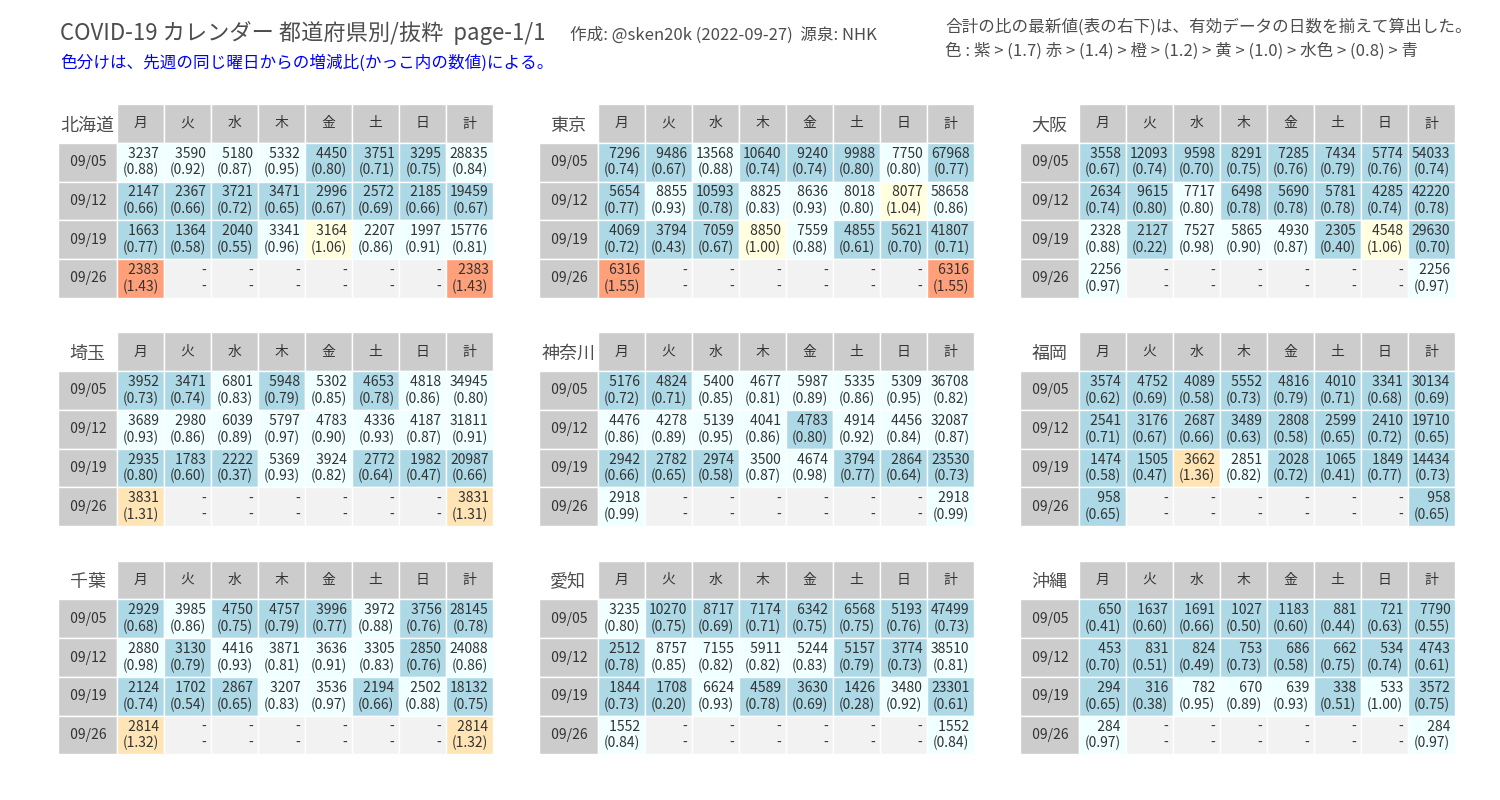 COVID-19 カレンダー 都道府県別/抜粋 page-1/1
作成: @sken20k (2022-09-27) 源泉: NHK
合計の比の最新値(表の右下)は、有効データの日数を揃えて算出した。
色分けは、先週の同じ曜日からの増減比(かっこ内の数値)による。
色 : 紫 > (1.7) 赤 > (1.4) > 橙 > (1.2) > 黄 > (1.0) > 水色 > (0.8) > 青
北海道 月 火 水 木 金 土 日 計
09/05 3237 3590 5180 5332 4450 3751 3295 28835
(0.88) (0.92) (0.87) (0.95) (0.80) (0.71) (0.75) (0.84)
09/12 2147 2367 3721 3471 2996 2572 2185 19459
(0.66) (0.66) (0.72) (0.65) (0.67) (0.69) (0.66) (0.67)
09/19 1663 1364 2040 3341 3164 2207 1997 15776
(0.77) (0.58) (0.55) (0.96) (1.06) (0.86) (0.91) (0.81)
09/26 2383 - - - - - - 2383
(1.43) - - - - - - (1.43)
東京 月 火 水 木 金 土 日 計
09/05 7296 9486 13568 10640 9240 9988 7750 67968
(0.74) (0.67) (0.88) (0.74) (0.74) (0.80) (0.80) (0.77)
09/12 5654 8855 10593 8825 8636 8018 8077 58658
(0.77) (0.93) (0.78) (0.83) (0.93) (0.80) (1.04) (0.86)
09/19 4069 3794 7059 8850 7559 4855 5621 41807
(0.72) (0.43) (0.67) (1.00) (0.88) (0.61) (0.70) (0.71)
09/26 6316 - - - - - - 6316
(1.55) - - - - - - (1.55)
大阪 月 火 水 木 金 土 日 計
09/05 3558 12093 9598 8291 7285 7434 5774 54033
(0.67) (0.74) (0.70) (0.75) (0.76) (0.79) (0.76) (0.74)
09/12 2634 9615 7717 6498 5690 5781 4285 42220
(0.74) (0.80) (0.80) (0.78) (0.78) (0.78) (0.74) (0.78)
09/19 2328 2127 7527 5865 4930 2305 4548 29630
(0.88) (0.22) (0.98) (0.90) (0.87) (0.40) (1.06) (0.70)
09/26 2256 - - - - - - 2256
(0.97) - - - - - - (0.97)
埼玉 月 火 水 木 金 土 日 計
09/05 3952 3471 6801 5948 5302 4653 4818 34945
(0.73) (0.74) (0.83) (0.79) (0.85) (0.78) (0.86) (0.80)
09/12 3689 2980 6039 5797 4783 4336 4187 31811
(0.93) (0.86) (0.89) (0.97) (0.90) (0.93) (0.87) (0.91)
09/19 2935 1783 2222 5369 3924 2772 1982 20987
(0.80) (0.60) (0.37) (0.93) (0.82) (0.64) (0.47) (0.66)
09/26 3831 - - - - - - 3831
(1.31) - - - - - - (1.31)
神奈川 月 火 水 木 金 土 日 計
09/05 5176 4824 5400 4677 5987 5335 5309 36708
(0.72) (0.71) (0.85) (0.81) (0.89) (0.86) (0.95) (0.82)
09/12 4476 4278 5139 4041 4783 4914 4456 32087
(0.86) (0.89) (0.95) (0.86) (0.80) (0.92) (0.84) (0.87)
09/19 2942 2782 2974 3500 4674 3794 2864 23530
(0.66) (0.65) (0.58) (0.87) (0.98) (0.77) (0.64) (0.73)
09/26 2918 - - - - - - 2918
(0.99) - - - - - - (0.99)
福岡 月 火 水 木 金 土 日 計
09/05 3574 4752 4089 5552 4816 4010 3341 30134
(0.62) (0.69) (0.58) (0.73) (0.79) (0.71) (0.68) (0.69)
09/12 2541 3176 2687 3489 2808 2599 2410 19710
(0.71) (0.67) (0.66) (0.63) (0.58) (0.65) (0.72) (0.65)
09/19 1474 1505 3662 2851 2028 1065 1849 14434
(0.58) (0.47) (1.36) (0.82) (0.72) (0.41) (0.77) (0.73)
09/26 958 - - - - - - 958
(0.65) - - - - - - (0.65)
千葉 月 火 水 木 金 土 日 計
09/05 2929 3985 4750 4757 3996 3972 3756 28145
(0.68) (0.86) (0.75) (0.79) (0.77) (0.88) (0.76) (0.78)
09/12 2880 3130 4416 3871 3636 3305 2850 24088
(0.98) (0.79) (0.93) (0.81) (0.91) (0.83) (0.76) (0.86)
09/19 2124 1702 2867 3207 3536 2194 2502 18132
(0.74) (0.54) (0.65) (0.83) (0.97) (0.66) (0.88) (0.75)
09/26 2814 - - - - - - 2814
(1.32) - - - - - - (1.32)
愛知 月 火 水 木 金 土 日 計
09/05 3235 10270 8717 7174 6342 6568 5193 47499
(0.80) (0.75) (0.69) (0.71) (0.75) (0.75) (0.76) (0.73)
09/12 2512 8757 7155 5911 5244 5157 3774 38510
(0.78) (0.85) (0.82) (0.82) (0.83) (0.79) (0.73) (0.81)
09/19 1844 1708 6624 4589 3630 1426 3480 23301
(0.73) (0.20) (0.93) (0.78) (0.69) (0.28) (0.92) (0.61)
09/26 1552 - - - - - - 1552
(0.84) - - - - - - (0.84)
沖縄 月 火 水 木 金 土 日 計
09/05 650 1637 1691 1027 1183 881 721 7790
(0.41) (0.60) (0.66) (0.50) (0.60) (0.44) (0.63) (0.55)
09/12 453 831 824 753 686 662 534 4743
(0.70) (0.51) (0.49) (0.73) (0.58) (0.75) (0.74) (0.61)
09/19 294 316 782 670 639 338 533 3572
(0.65) (0.38) (0.95) (0.89) (0.93) (0.51) (1.00) (0.75)
09/26 284 - - - - - - 284
(0.97) - - - - - - (0.97)